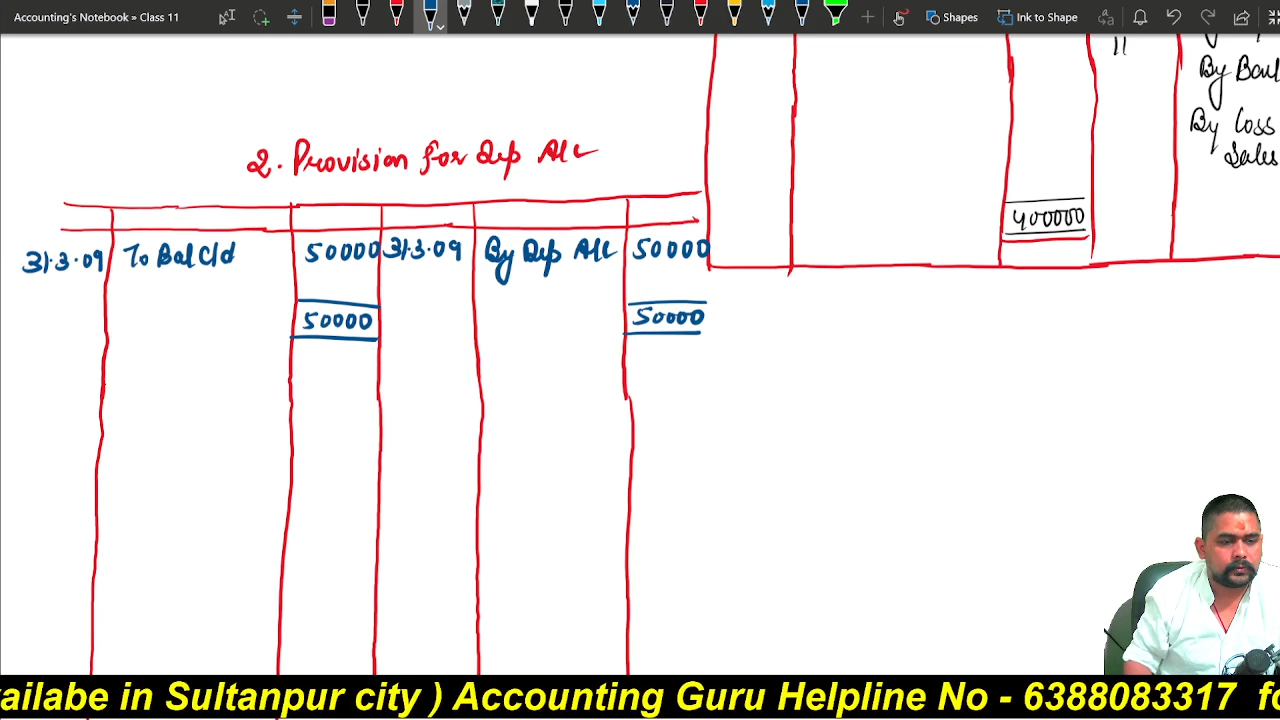 Accounting's Notebook » Class 11
Shapes
Ink to Shape
By Ban
By Loss
Sales
400000
2. Provision for Dep A/c
31.3.09 To Bal C/d 50000 31.3.09 By Dep A/c 50000
50000 50000
vailabe in Sultanpur city ) Accounting Guru Helpline No - 6388083317 fo